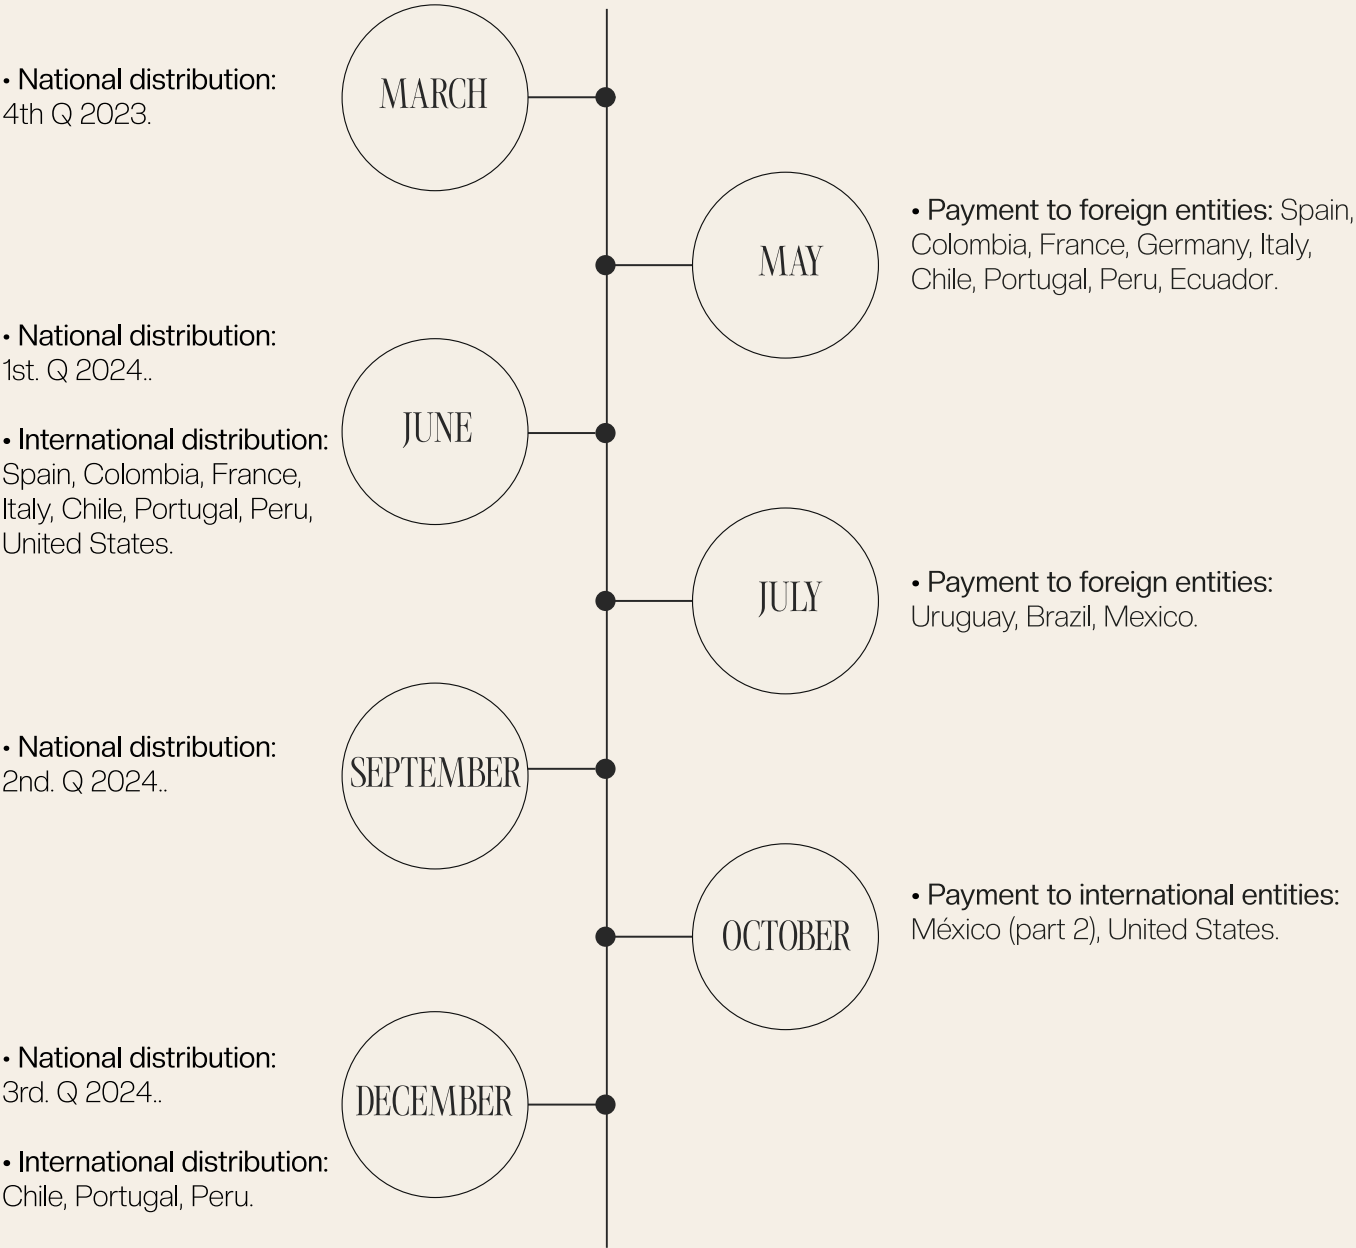 • National distribution:
4th Q 2023.
MARCH
MAY
• Payment to foreign entities: Spain,
Colombia, France, Germany, Italy,
Chile, Portugal, Peru, Ecuador.
• National distribution:
1st. Q 2024..
• International distribution:
Spain, Colombia, France,
Italy, Chile, Portugal, Peru,
United States.
JUNE
JULY
• Payment to foreign entities:
Uruguay, Brazil, Mexico.
• National distribution:
2nd. Q 2024..
SEPTEMBER
OCTOBER
• Payment to international entities:
México (part 2), United States.
• National distribution:
3rd. Q 2024..
• International distribution:
Chile, Portugal, Peru.
DECEMBER